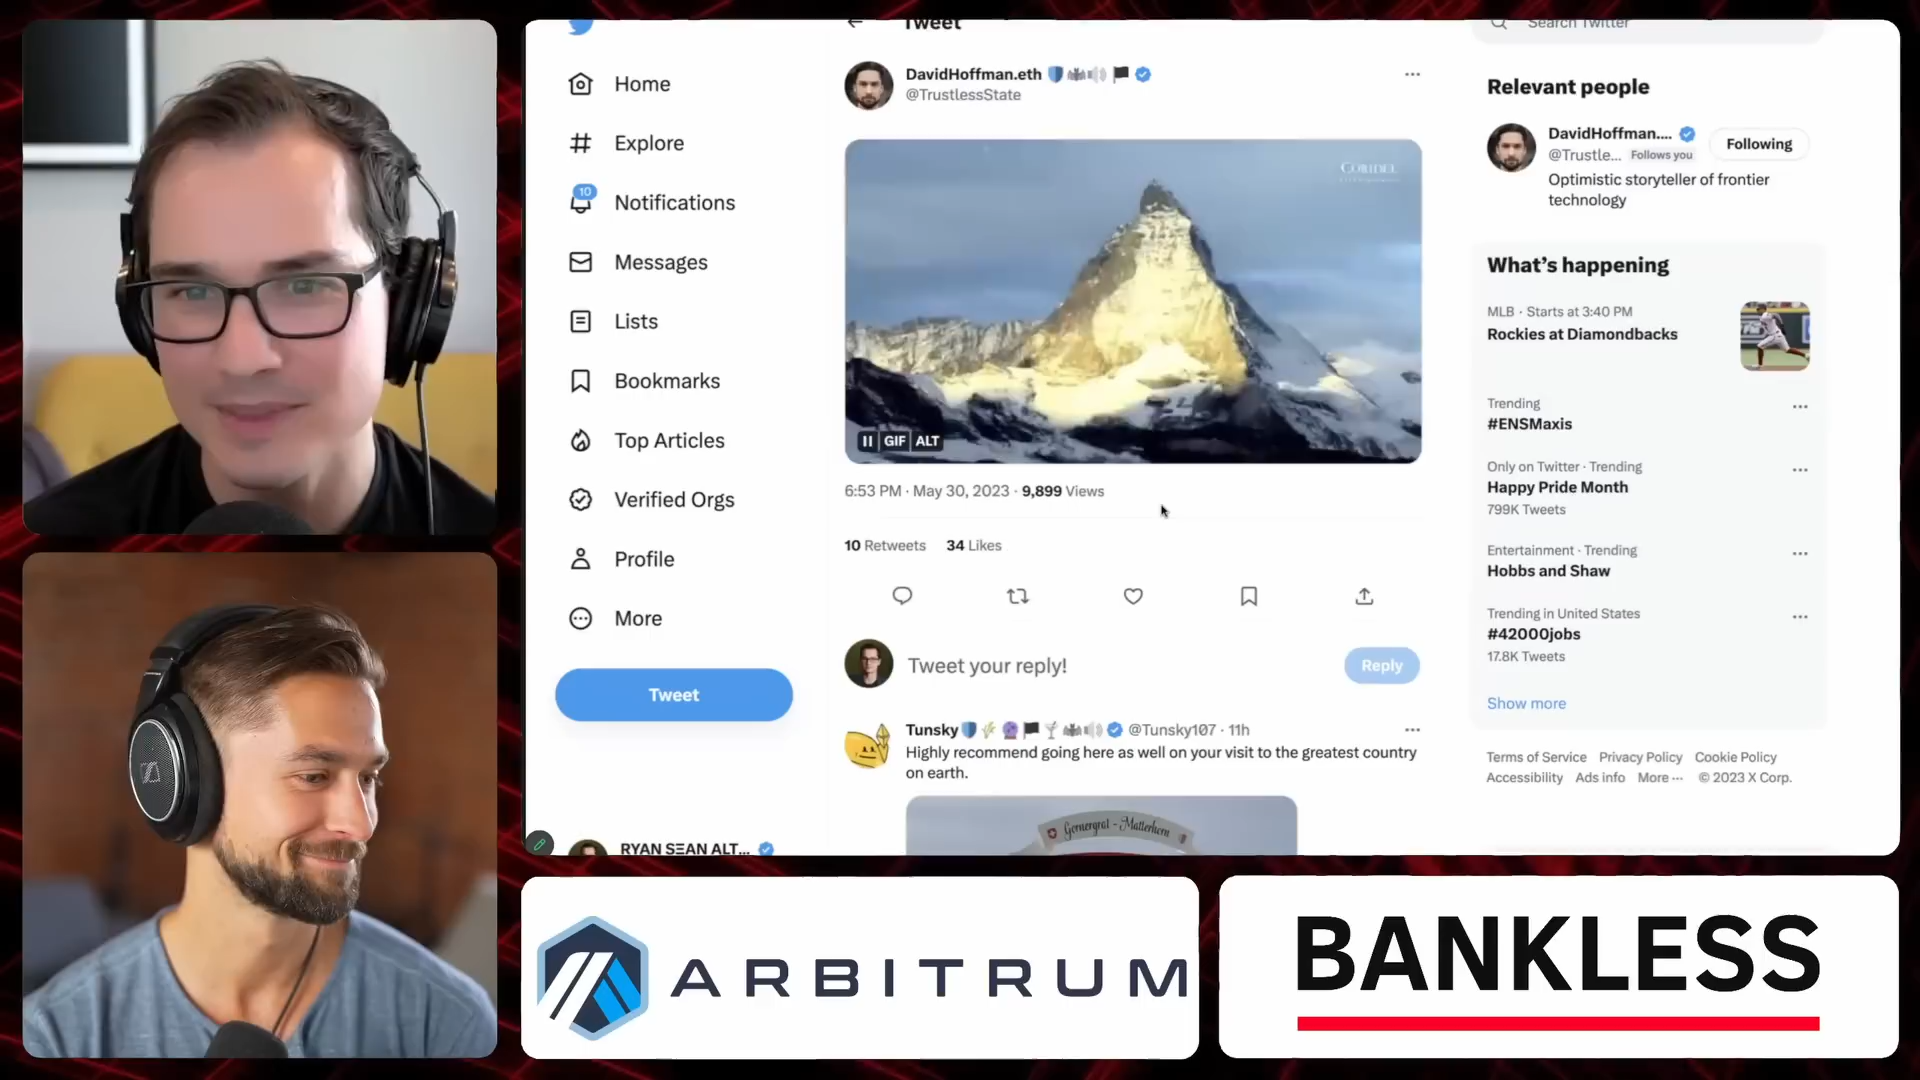 Home
Explore
10
Notifications
Messages
Lists
Bookmarks
Top Articles
Verified Orgs
Profile
More
Tweet
RYAN SΞAN ALT...
Tweet
DavidHoffman.eth
@TrustlessState
CORIDEL
GIF ALT
6:53 PM · May 30, 2023 · 9,899 Views
10 Retweets 34 Likes
Tweet your reply!
Reply
Tunsky @Tunsky107 · 11h
Highly recommend going here as well on your visit to the greatest country
on earth.
Gornergrat - Matterhorn
Search Twitter
Relevant people
DavidHoffman....
@Trustle... Follows you
Following
Optimistic storyteller of frontier
technology
What's happening
MLB · Starts at 3:40 PM
Rockies at Diamondbacks
Trending
#ENSMaxis
Only on Twitter · Trending
Happy Pride Month
799K Tweets
Entertainment · Trending
Hobbs and Shaw
Trending in United States
#42000jobs
17.8K Tweets
Show more
Terms of Service Privacy Policy Cookie Policy
Accessibility Ads info More ··· © 2023 X Corp.
ARBITRUM
BANKLESS